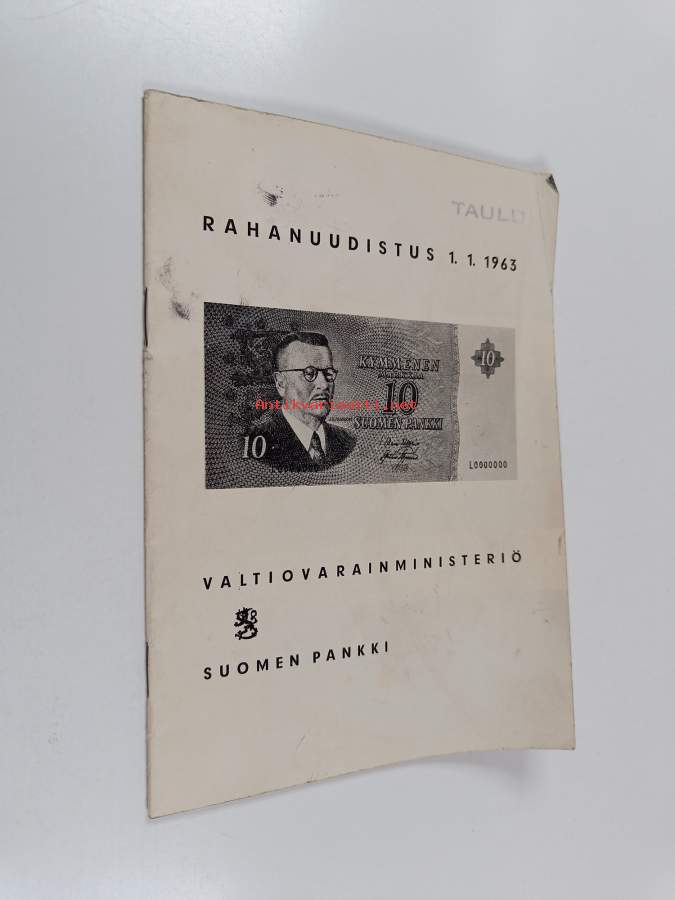 TAULU
RAHANUUDISTUS 1. 1. 1963
KYMMENEN
10
10
SUOMEN PANKKI
10
L0000000
Antikvariaatti.net
VALTIOVARAINMINISTERIÖ
SUOMEN PANKKI